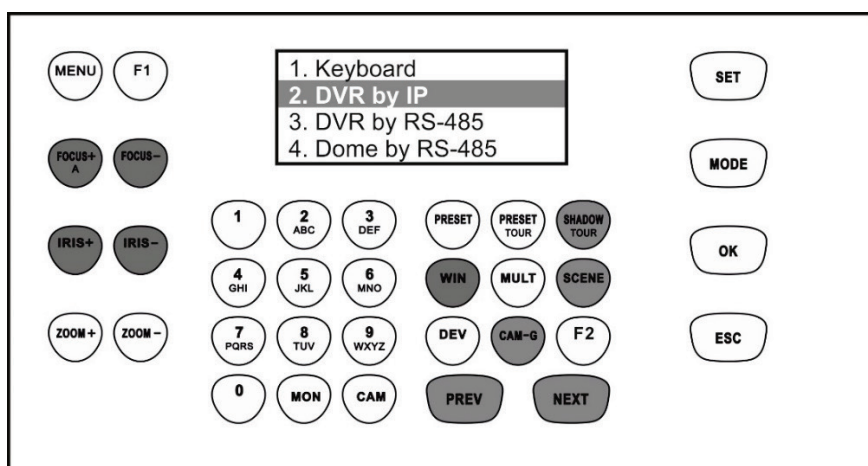 MENU F1
1. Keyboard
2. DVR by IP
3. DVR by RS-485
4. Dome by RS-485
SET
FOCUS+
A
FOCUS-
MODE
1
2
ABC
3
DEF
PRESET
PRESET
TOUR
SHADOW
TOUR
IRIS+ IRIS-
OK
4
GHI
5
JKL
6
MNO
WIN MULT SCENE
ZOOM+ ZOOM-
7
PQRS
8
TUV
9
WXYZ
DEV CAM-G F2
ESC
0 MON CAM
PREV NEXT